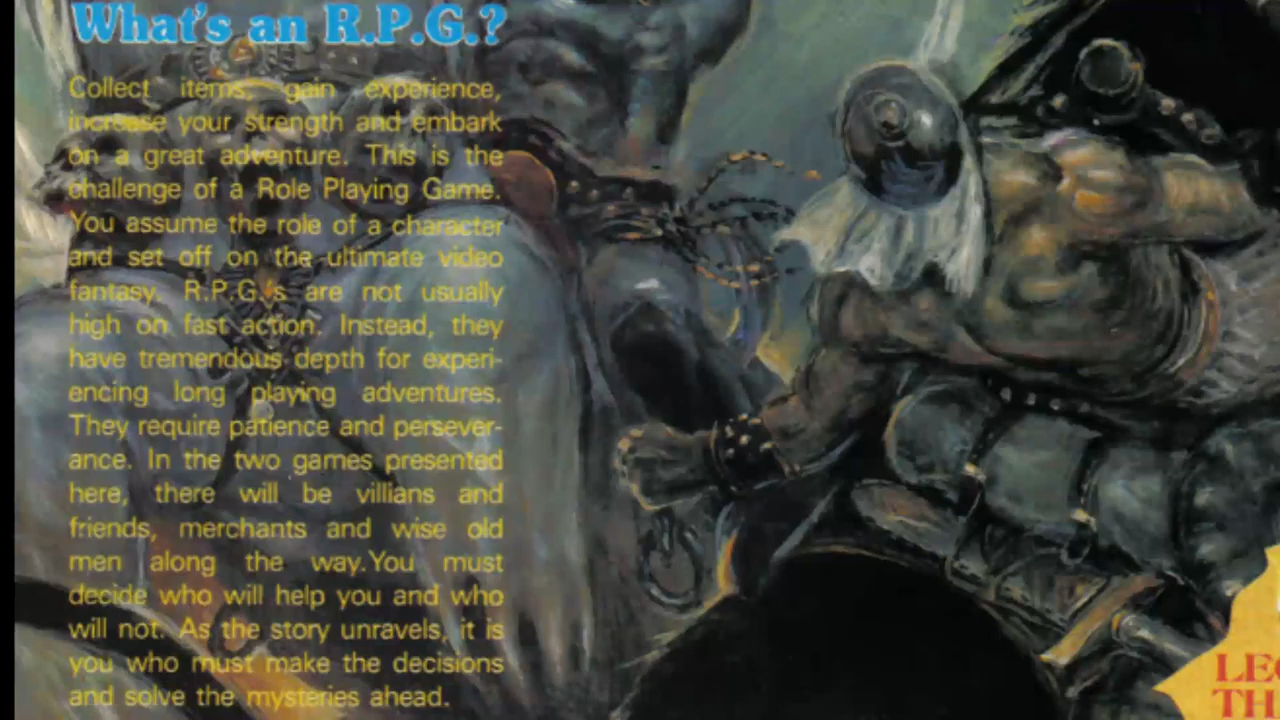 What's an R.P.G.?
Collect items, gain experience,
increase your strength and embark
on a great adventure. This is the
challenge of a Role Playing Game.
You assume the role of a character
and set off on the ultimate video
fantasy. R.P.G.'s are not usually
high on fast action. Instead, they
have tremendous depth for experi-
encing long playing adventures.
They require patience and persever-
ance. In the two games presented
here, there will be villians and
friends, merchants and wise old
men along the way.You must
decide who will help you and who
will not. As the story unravels, it is
you who must make the decisions
and solve the mysteries ahead.
TH